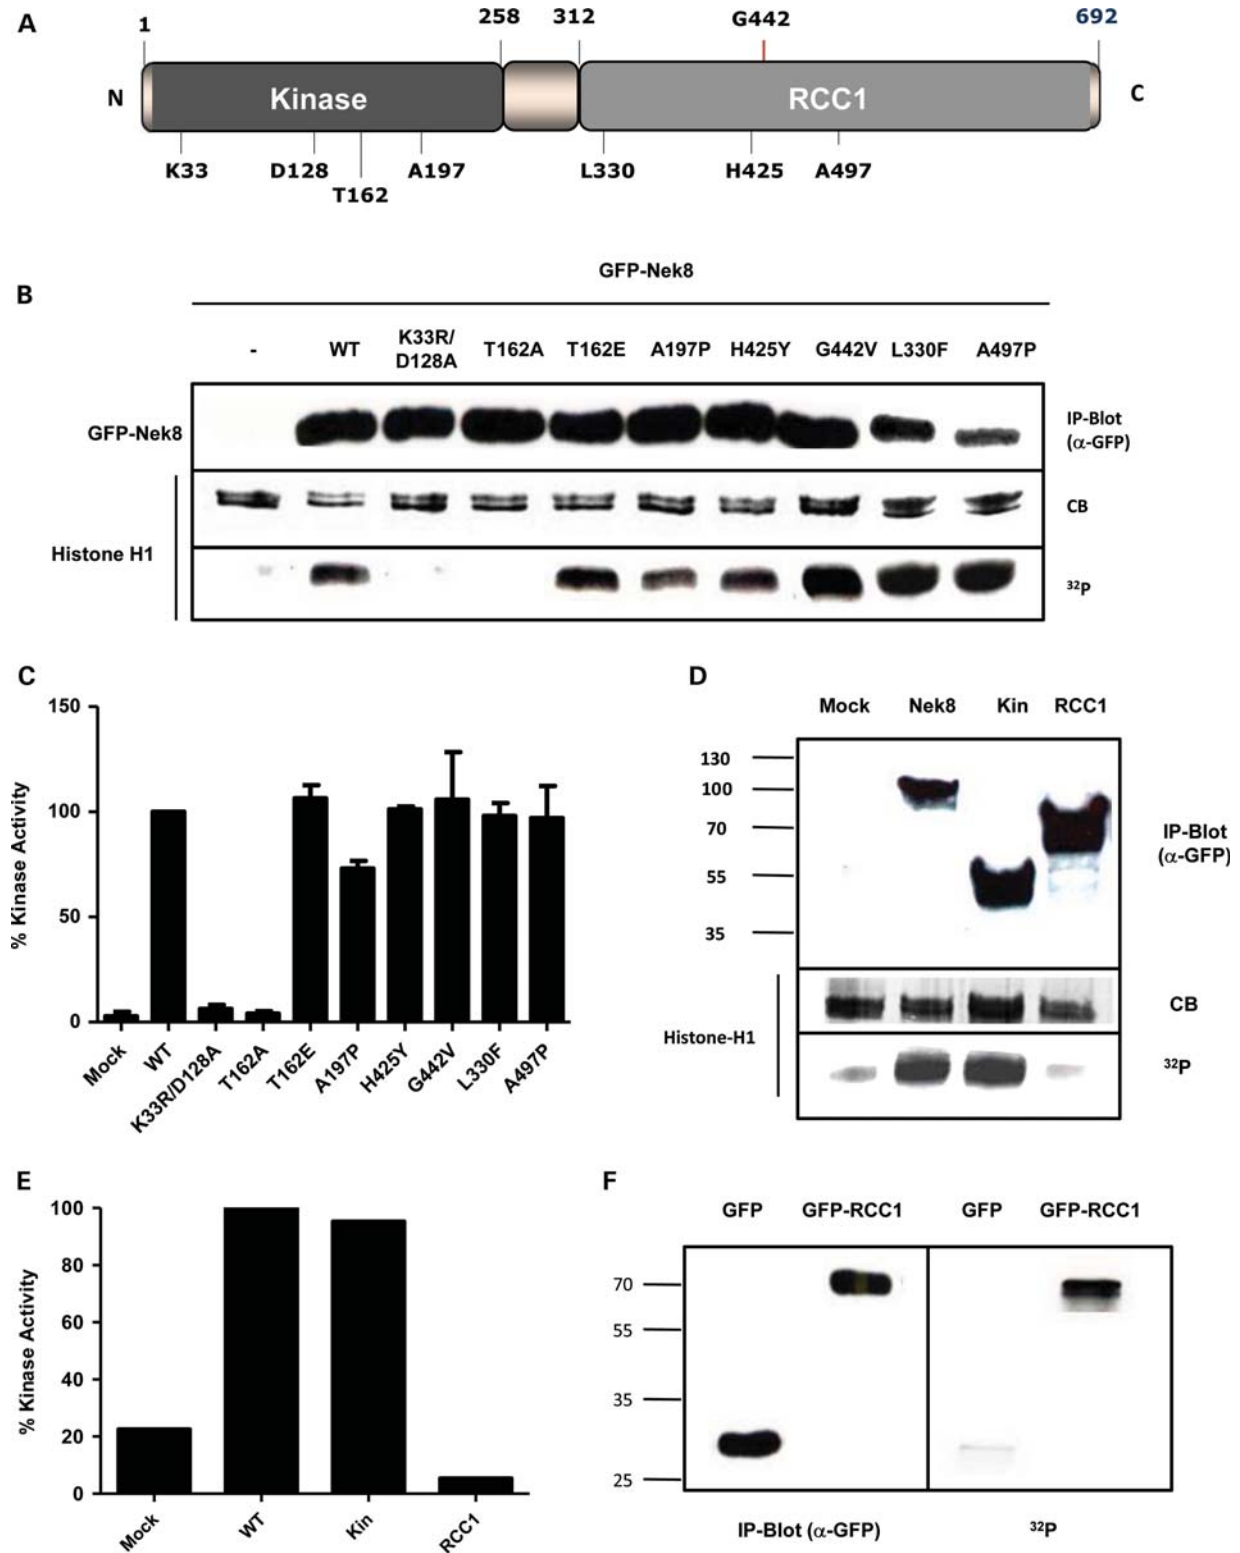 A
1
258
312
G442
692
N
Kinase
RCC1
C
K33
D128
T162
A197
L330
H425
A497
B
GFP-Nek8
-
WT
K33R/
D128A
T162A
T162E
A197P
H425Y
G442V
L330F
A497P
GFP-Nek8
IP-Blot
(α-GFP)
CB
Histone H1
32P
C
% Kinase Activity
150
100
50
0
Mock
WT
K33R/D128A
T162A
T162E
A197P
H425Y
G442V
L330F
A497P
D
Mock
Nek8
Kin
RCC1
130
100
70
55
35
IP-Blot
(α-GFP)
CB
Histone-H1
32P
E
% Kinase Activity
100
80
60
40
20
0
Mock
WT
Kin
RCC1
F
GFP
GFP-RCC1
GFP
GFP-RCC1
70
55
35
25
IP-Blot (α-GFP)
32P